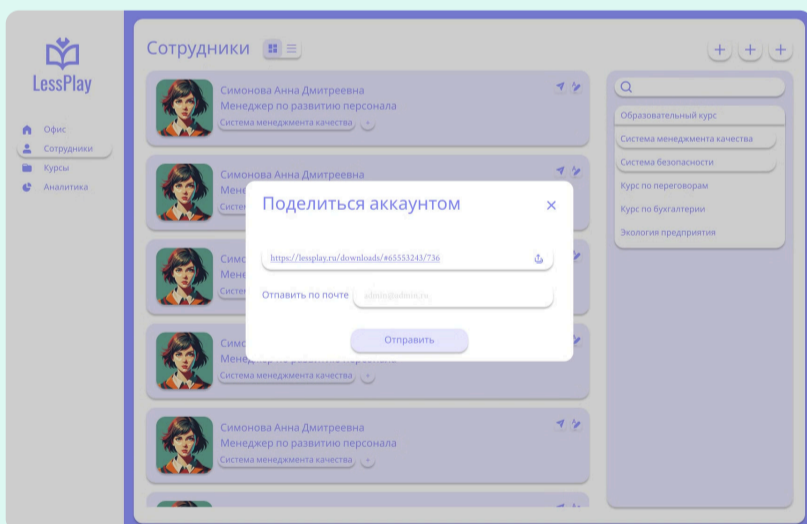 LessPlay
Офис
Сотрудники
Курсы
Аналитика
Сотрудники
Симонова Анна Дмитреевна
Менеджер по развитию персонала
Система менеджмента качества
Симонова Анна Дмитреевна
Поделиться аккаунтом
https://lessplay.ru/downloads/#65553243/736
Отпавить по почте
admin@admin.ru
Отправить
Система менеджмента качества
Симонова Анна Дмитреевна
Менеджер по развитию персонала
Система менеджмента качества
Образовательный курс
Система менеджмента качества
Система безопасности
Курс по переговорам
Курс по бухгалтерии
Экология предприятия